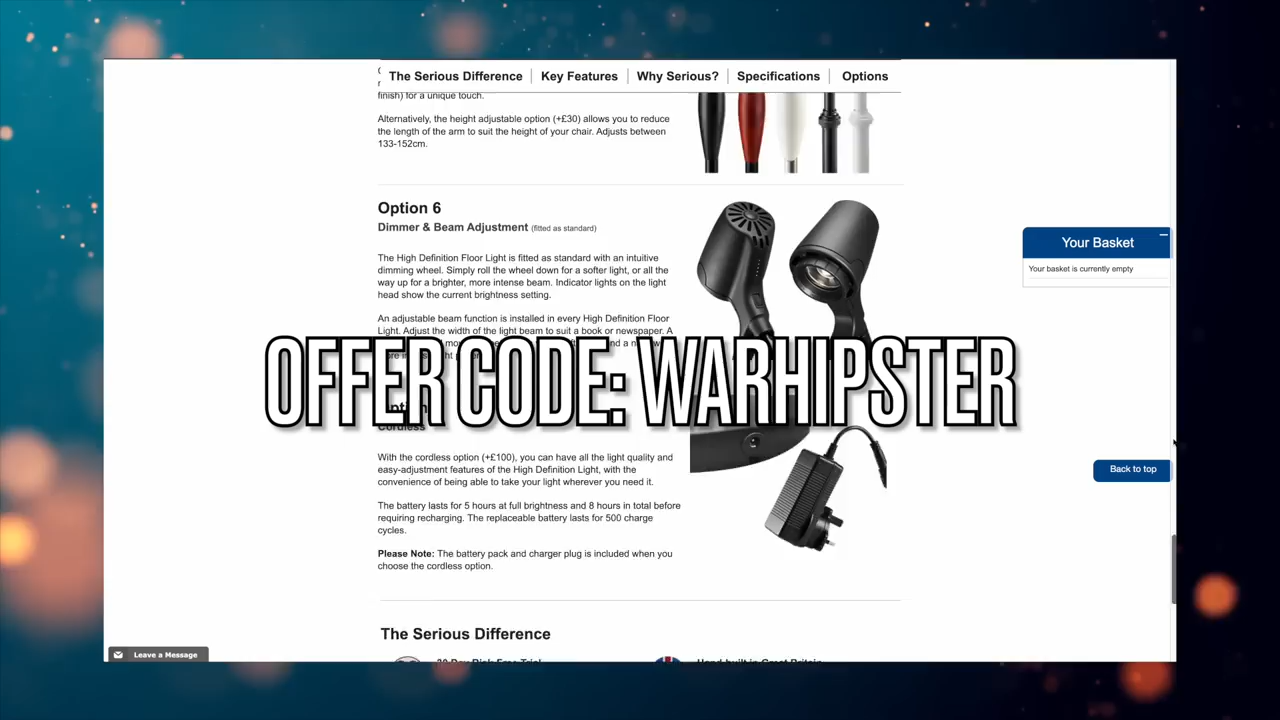 The Serious Difference
Key Features
Why Serious?
Specifications
Options
finish) for a unique touch.
Alternatively, the height adjustable option (+£30) allows you to reduce
the length of the arm to suit the height of your chair. Adjusts between
133-152cm.
Option 6
Dimmer & Beam Adjustment (fitted as standard)
The High Definition Floor Light is fitted as standard with an intuitive
dimming wheel. Simply roll the wheel down for a softer light, or all the
way up for a brighter, more intense beam. Indicator lights on the light
head show the current brightness setting.
An adjustable beam function is installed in every High Definition Floor
Light. Adjust the width of the light beam to suit a book or newspaper. A
OFFER CODE: WARHIPSTER
Cordless
With the cordless option (+£100), you can have all the light quality and
easy-adjustment features of the High Definition Light, with the
convenience of being able to take your light wherever you need it.
The battery lasts for 5 hours at full brightness and 8 hours in total before
requiring recharging. The replaceable battery lasts for 500 charge
cycles.
Please Note: The battery pack and charger plug is included when you
choose the cordless option.
The Serious Difference
30 Day Risk Free Trial
Hand-built in Great Britain
Your Basket
Your basket is currently empty
Back to top
Leave a Message